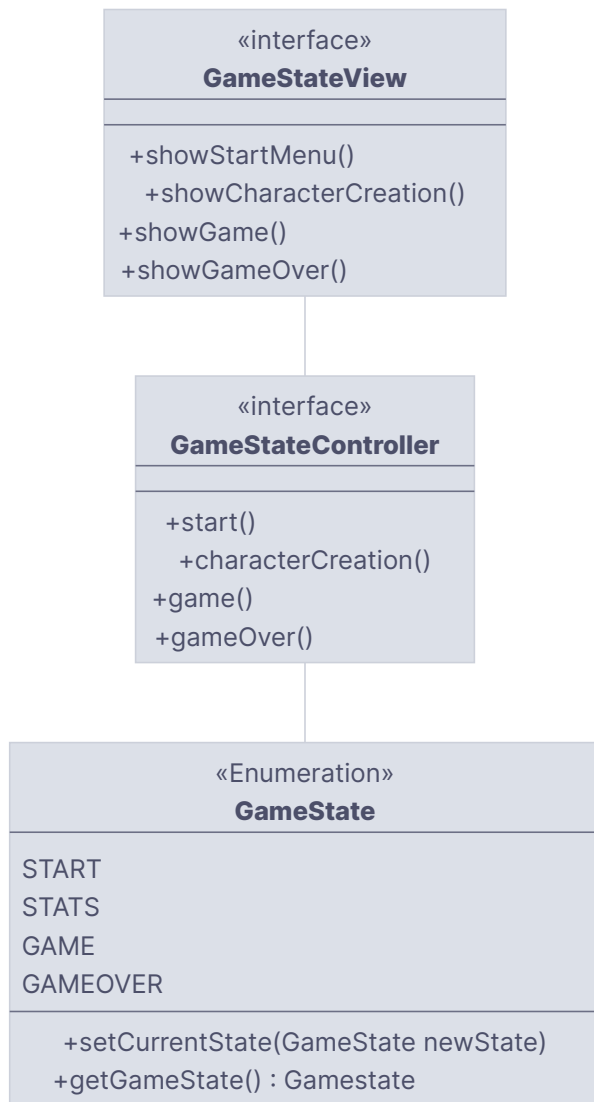 «interface»
GameStateView
+showStartMenu()
+showCharacterCreation()
+showGame()
+showGameOver()
«interface»
GameStateController
+start()
+characterCreation()
+game()
+gameOver()
«Enumeration»
GameState
START
STATS
GAME
GAMEOVER
+setCurrentState(GameState newState)
+getGameState() : Gamestate